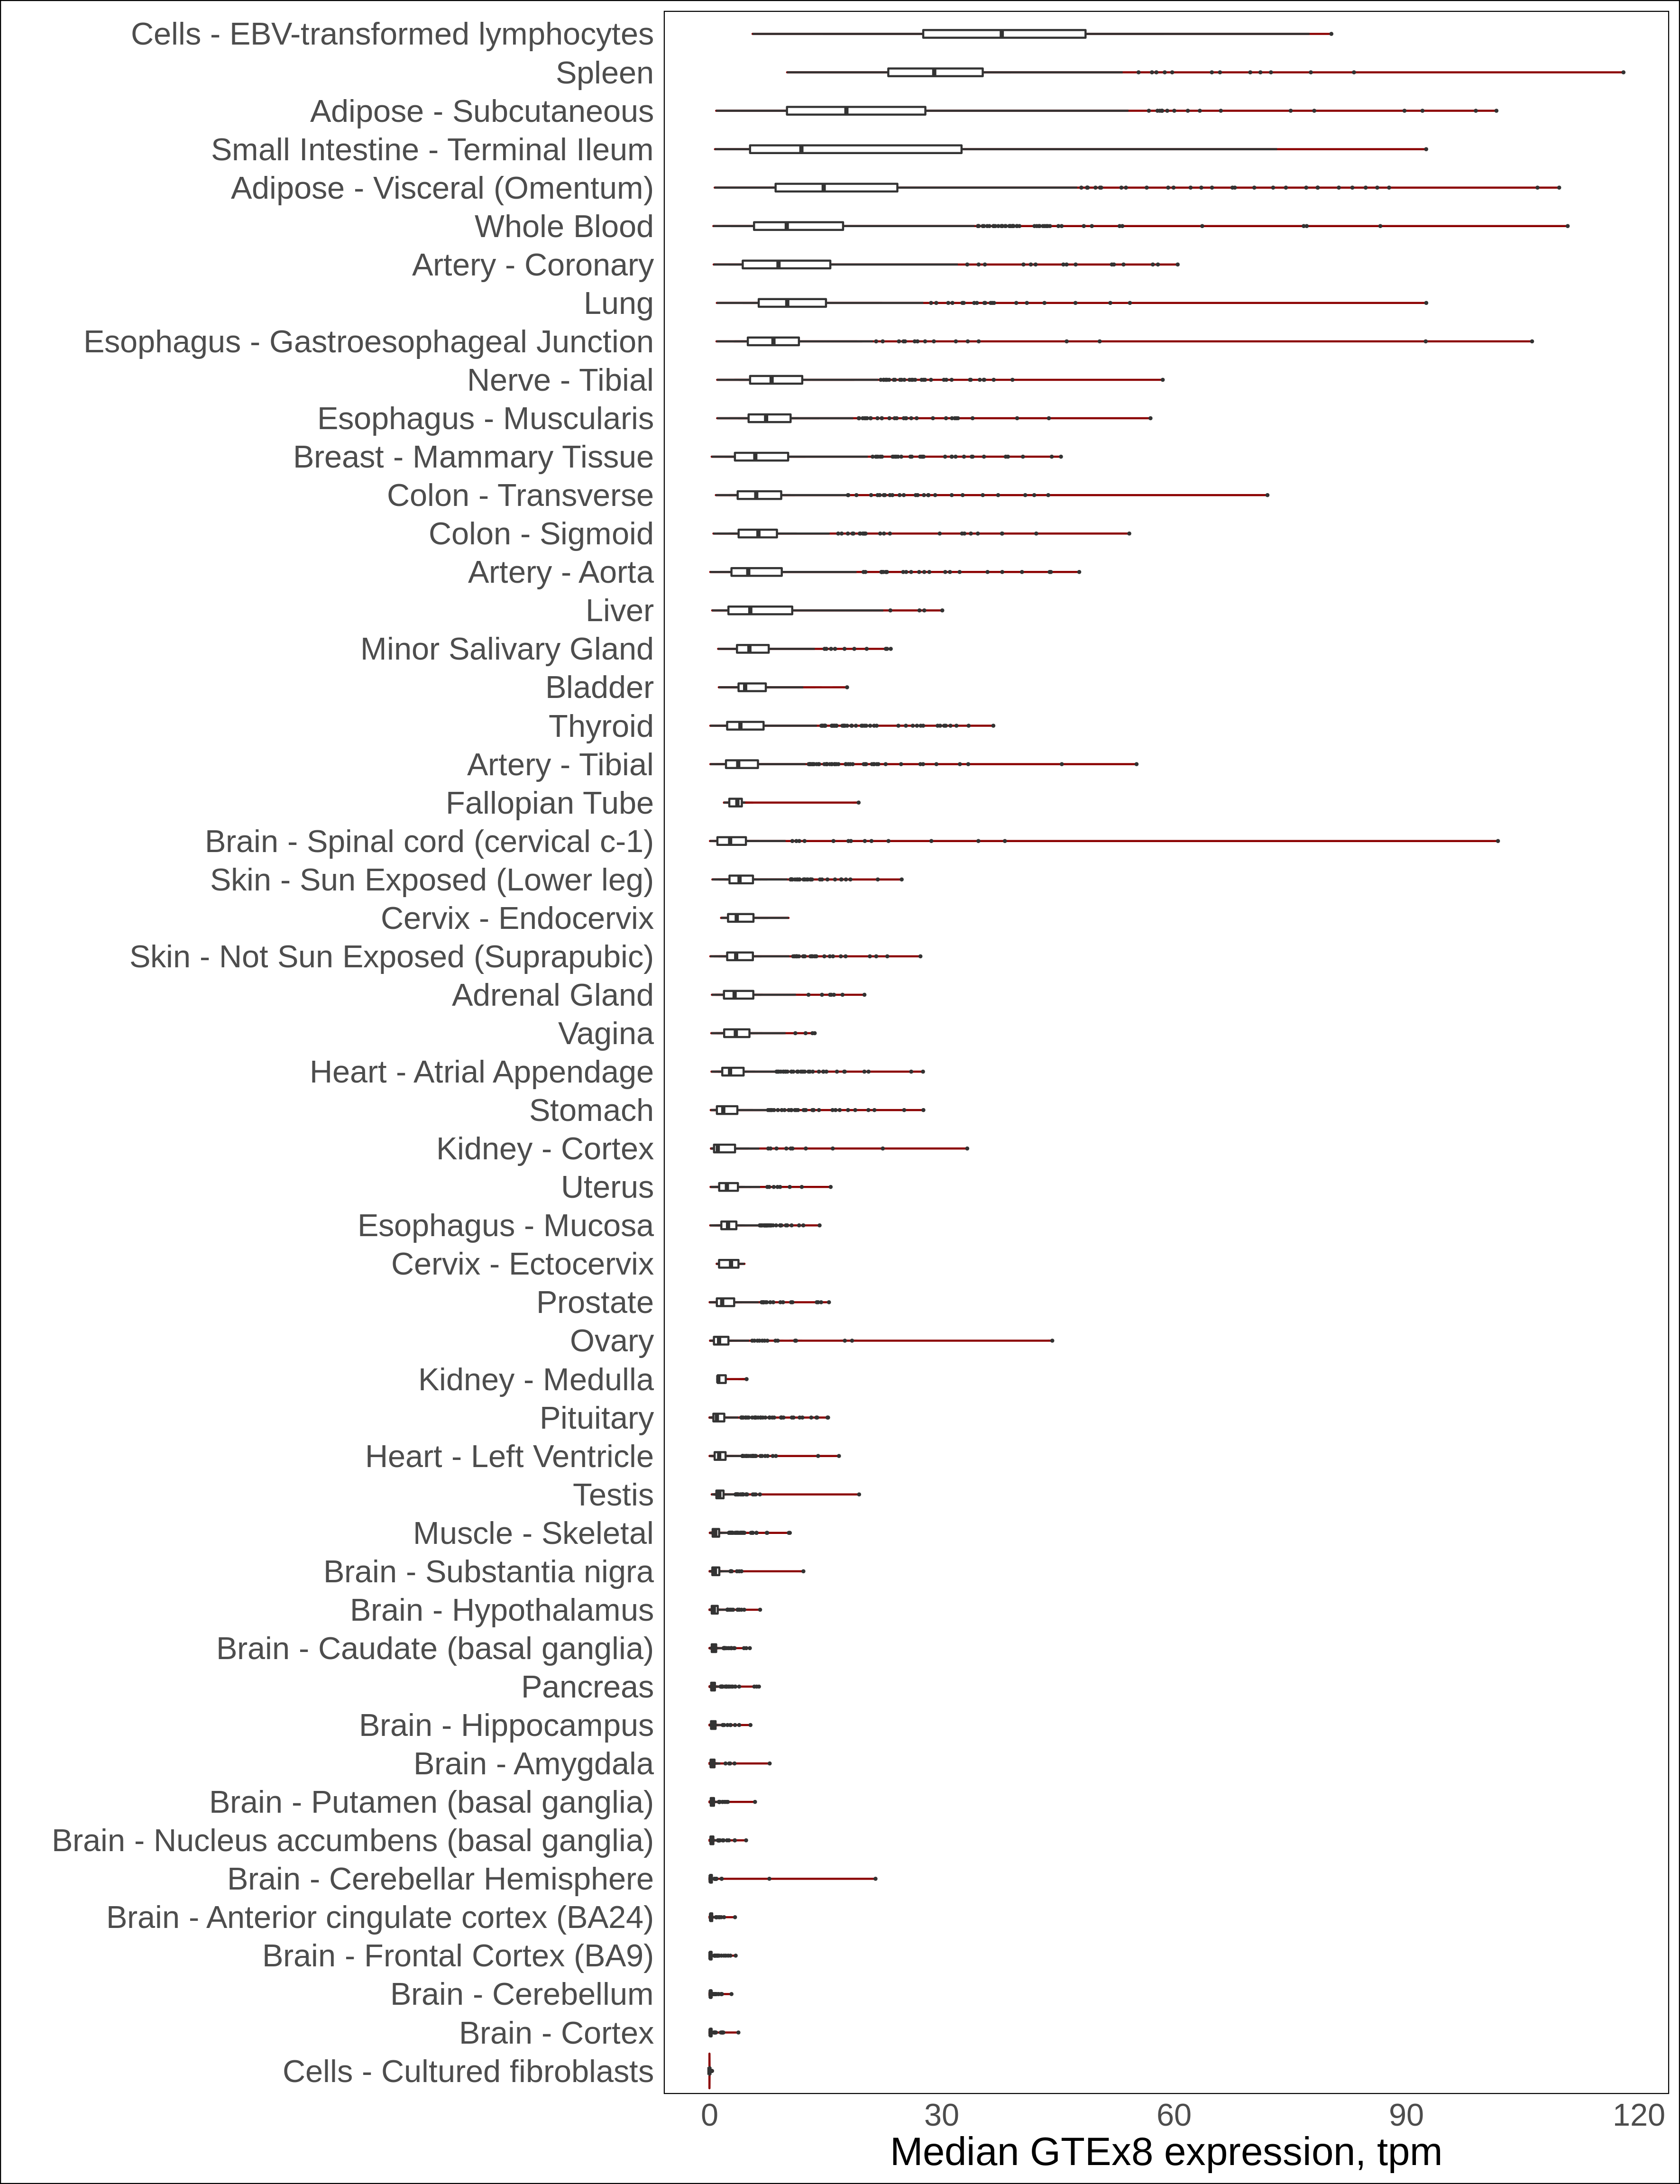 Cells - EBV-transformed lymphocytes
Spleen
Adipose - Subcutaneous
Small Intestine - Terminal Ileum
Adipose - Visceral (Omentum)
Whole Blood
Artery - Coronary
Lung
Esophagus - Gastroesophageal Junction
Nerve - Tibial
Esophagus - Muscularis
Breast - Mammary Tissue
Colon - Transverse
Colon - Sigmoid
Artery - Aorta
Liver
Minor Salivary Gland
Bladder
Thyroid
Artery - Tibial
Fallopian Tube
Brain - Spinal cord (cervical c-1)
Skin - Sun Exposed (Lower leg)
Cervix - Endocervix
Skin - Not Sun Exposed (Suprapubic)
Adrenal Gland
Vagina
Heart - Atrial Appendage
Stomach
Kidney - Cortex
Uterus
Esophagus - Mucosa
Cervix - Ectocervix
Prostate
Ovary
Kidney - Medulla
Pituitary
Heart - Left Ventricle
Testis
Muscle - Skeletal
Brain - Substantia nigra
Brain - Hypothalamus
Brain - Caudate (basal ganglia)
Pancreas
Brain - Hippocampus
Brain - Amygdala
Brain - Putamen (basal ganglia)
Brain - Nucleus accumbens (basal ganglia)
Brain - Cerebellar Hemisphere
Brain - Anterior cingulate cortex (BA24)
Brain - Frontal Cortex (BA9)
Brain - Cerebellum
Brain - Cortex
Cells - Cultured fibroblasts
0 30 60 90 120
Median GTEx8 expression, tpm